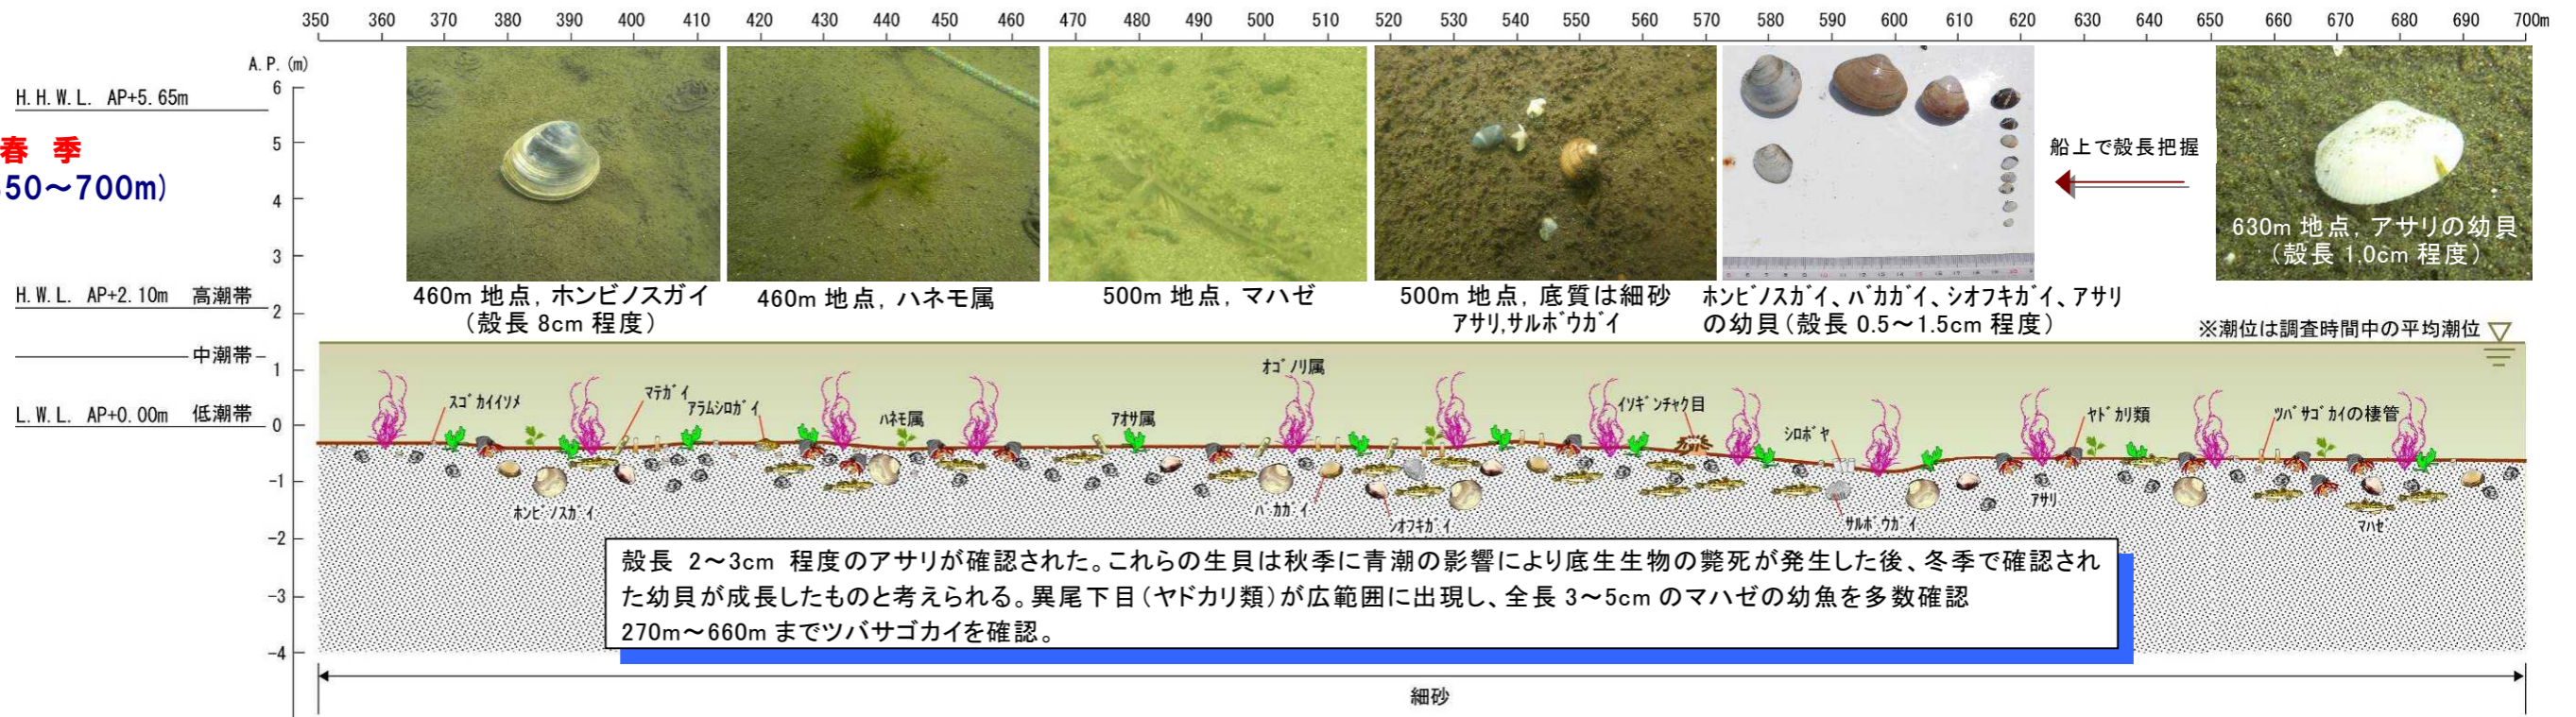 350 360 370 380 390 400 410 420 430 440 450 460 470 480 490 500 510 520 530 540 550 560 570 580 590 600 610 620 630 640 650 660 670 680 690 700m
A.P.(m)
H.H.W.L. AP+5.65m
春 季
50～700m)
H.W.L. AP+2.10m 高潮帯
中潮帯
L.W.L. AP+0.00m 低潮帯
6
5
4
3
2
1
0
-1
-2
-3
-4
460m 地点, ホンビノスガイ
(殻長 8cm 程度)
460m 地点, ハネモ属
500m 地点, マハゼ
500m 地点, 底質は細砂
アサリ,サルボウガイ
ホンビノスガイ、バカガイ、シオフキガイ、アサリ
の幼貝(殻長 0.5～1.5cm 程度)
船上で殻長把握
630m 地点, アサリの幼貝
(殻長 1.0cm 程度)
※潮位は調査時間中の平均潮位
スゴカイイソメ
マテガイ
アラムシロガイ
ハネモ属
アオサ属
オゴノリ属
イソギンチャク目
シロボヤ
ヤドカリ類
ツバサゴカイの棲管
ホンビノスガイ
バカガイ
シオフキガイ
サルボウガイ
アサリ
マハゼ
殻長 2～3cm 程度のアサリが確認された。これらの生貝は秋季に青潮の影響により底生生物の斃死が発生した後、冬季で確認され
た幼貝が成長したものと考えられる。異尾下目(ヤドカリ類)が広範囲に出現し、全長 3～5cm のマハゼの幼魚を多数確認
270m～660m までツバサゴカイを確認。
細砂